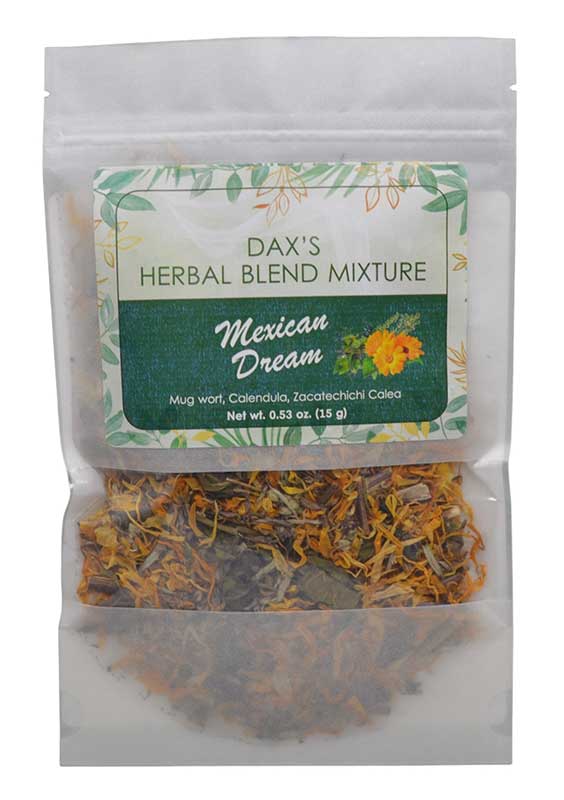 DAX'S
HERBAL BLEND MIXTURE
Mexican
Dream
Mug wort, Calendula, Zacatechichi Calea
Net wt. 0.53 oz. (15 g)